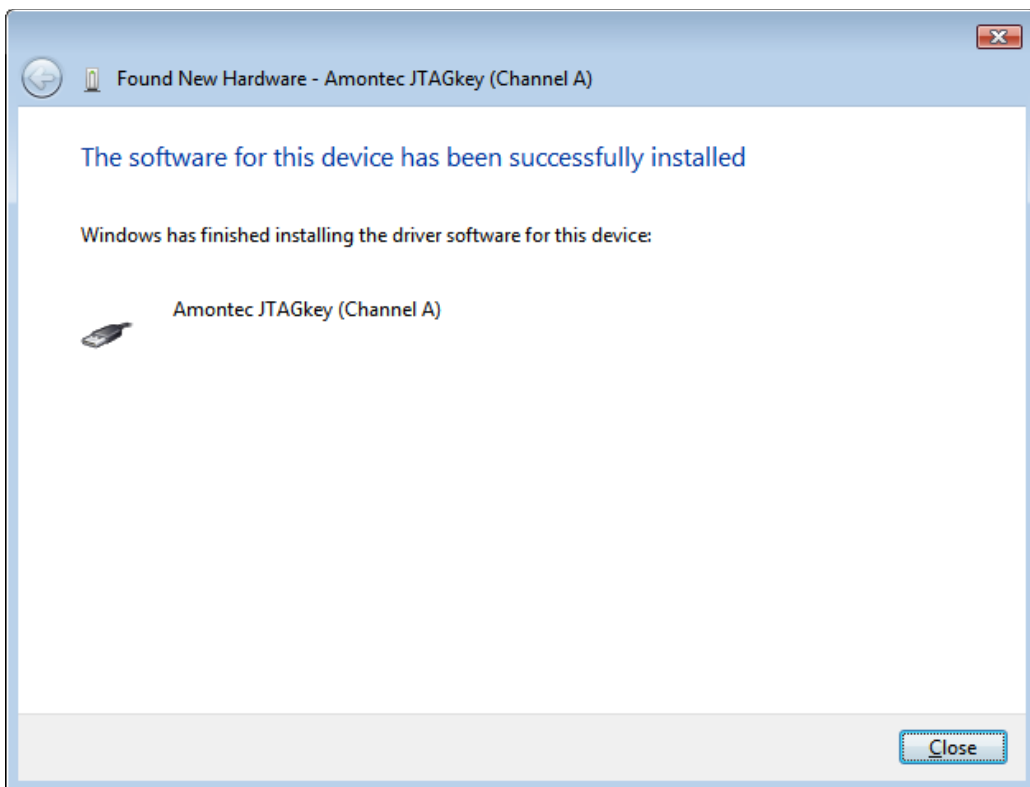 Found New Hardware - Amontec JTAGkey (Channel A)
The software for this device has been successfully installed
Windows has finished installing the driver software for this device:
Amontec JTAGkey (Channel A)
Close